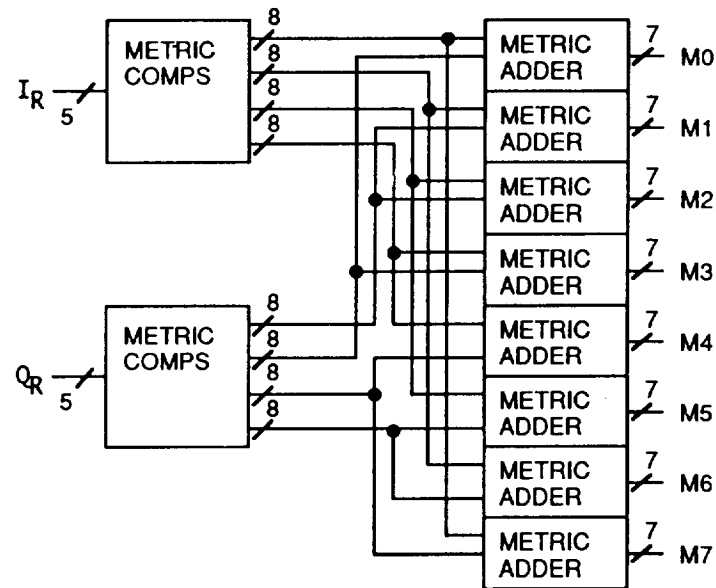 I_R
5
METRIC
COMPS
8
8
8
8
Q_R
5
METRIC
COMPS
8
8
8
8
METRIC
ADDER
7
M0
METRIC
ADDER
7
M1
METRIC
ADDER
7
M2
METRIC
ADDER
7
M3
METRIC
ADDER
7
M4
METRIC
ADDER
7
M5
METRIC
ADDER
7
M6
METRIC
ADDER
7
M7